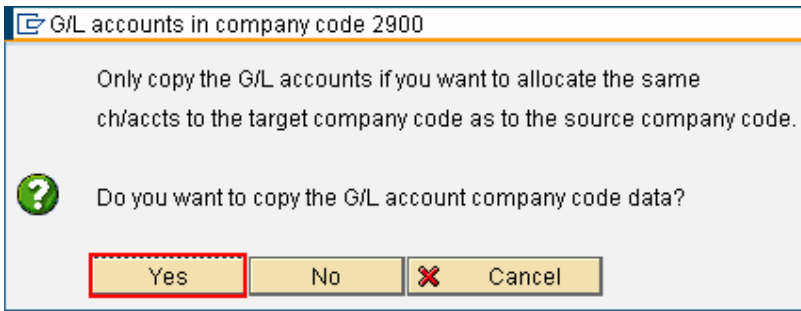 G/L accounts in company code 2900
Only copy the G/L accounts if you want to allocate the same
ch/accts to the target company code as to the source company code.
Do you want to copy the G/L account company code data?
Yes No Cancel